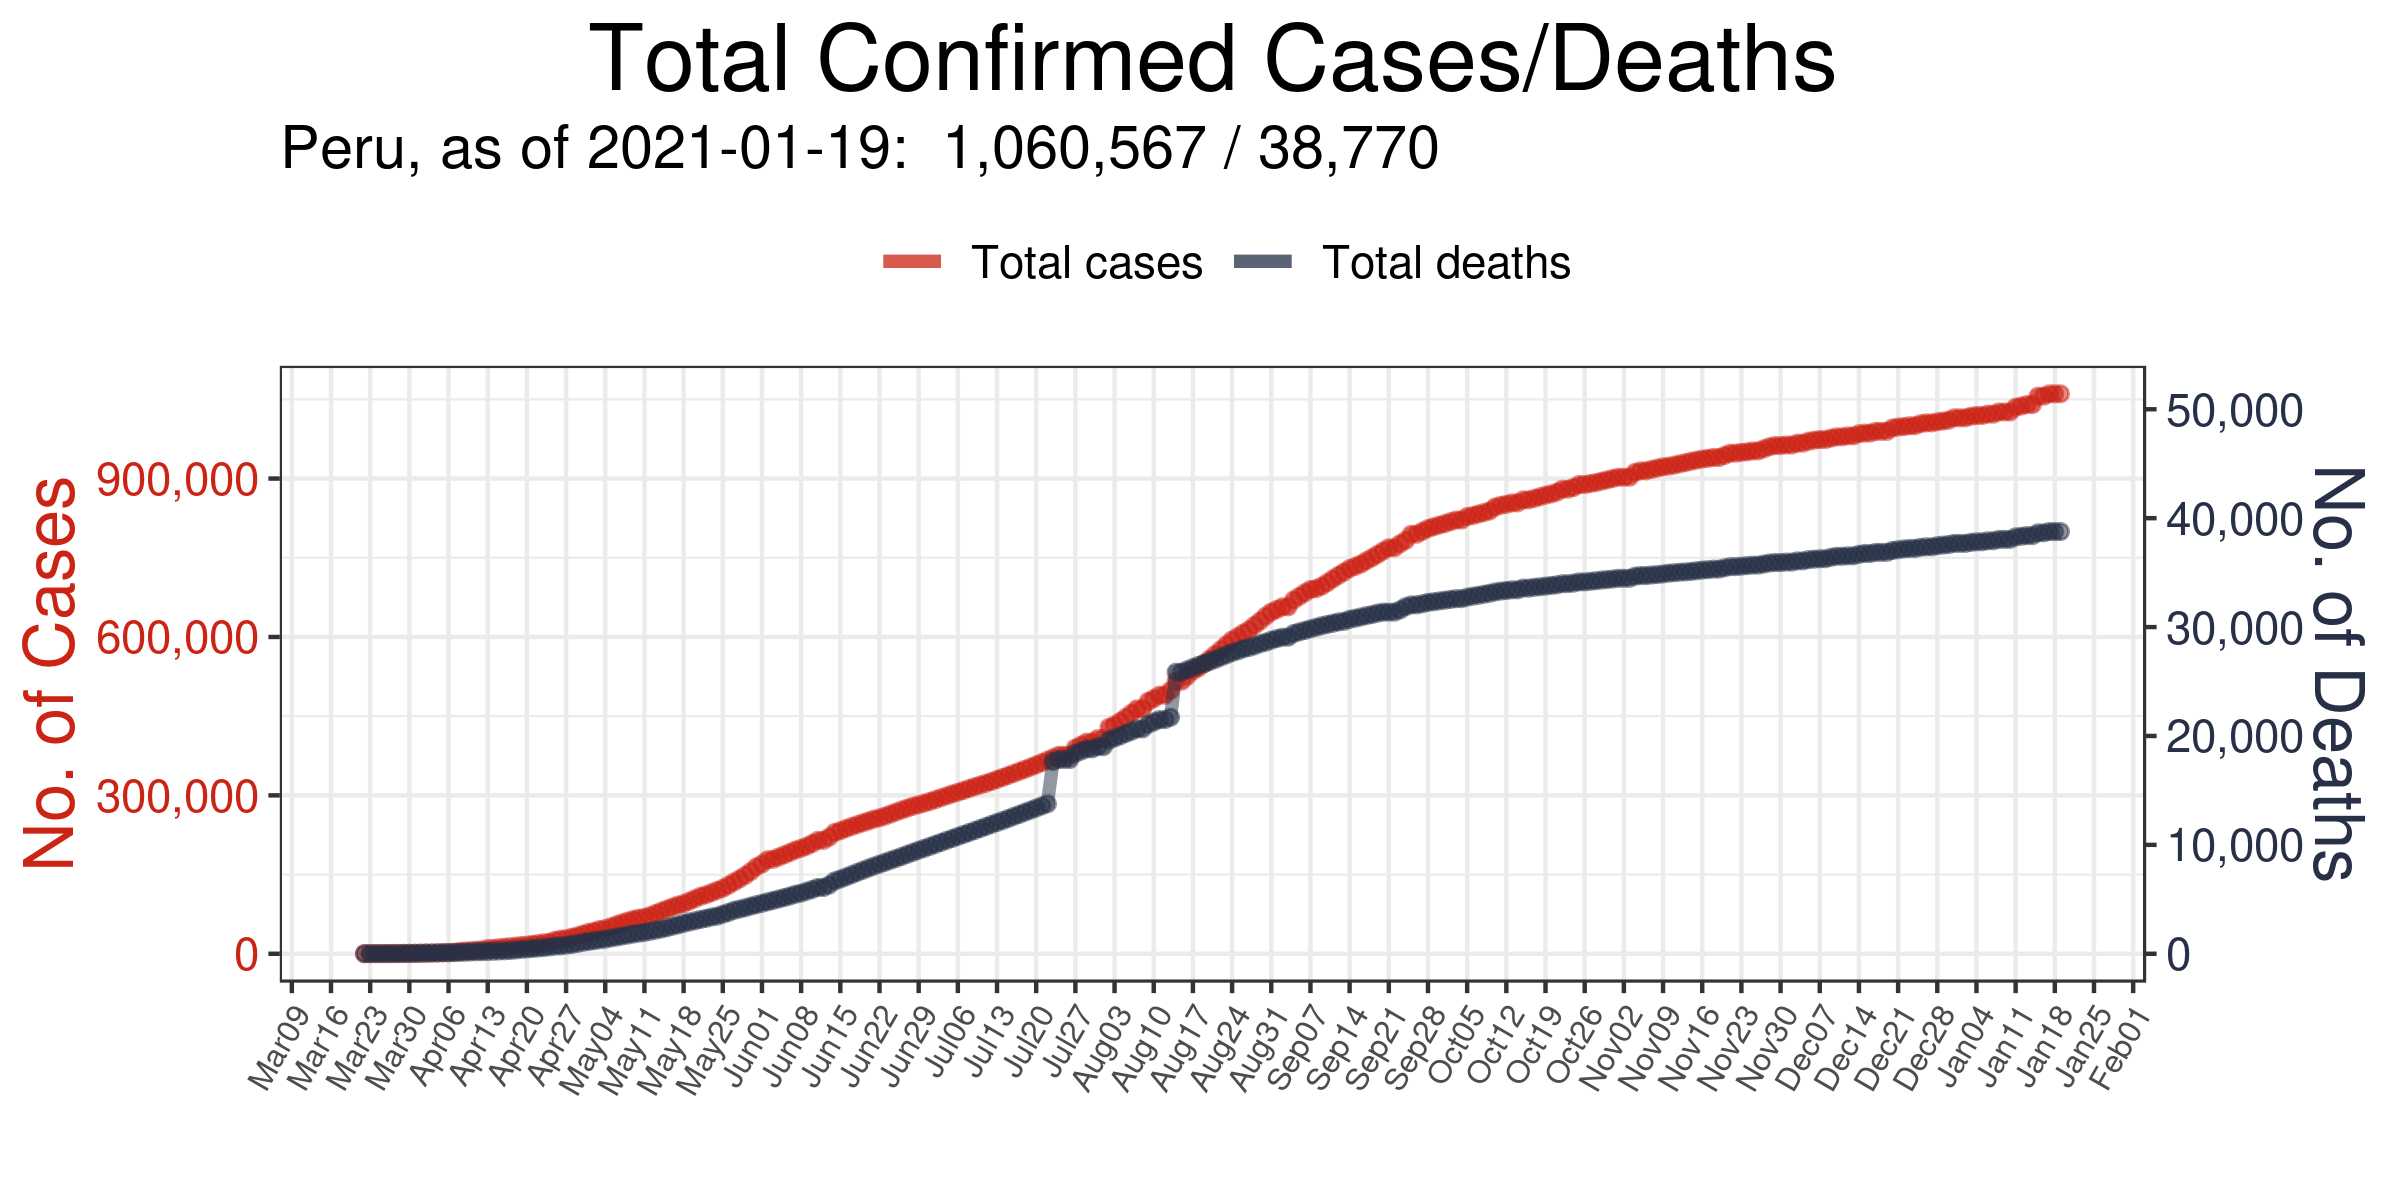 Total Confirmed Cases/Deaths
Peru, as of 2021-01-19:  1,060,567 / 38,770
Total cases
Total deaths
No. of Cases
900,000
600,000
300,000
0
50,000
40,000
30,000
20,000
10,000
0
No. of Deaths
Mar09
Mar16
Mar23
Mar30
Apr06
Apr13
Apr20
Apr27
May04
May11
May18
May25
Jun01
Jun08
Jun15
Jun22
Jun29
Jul06
Jul13
Jul20
Jul27
Aug03
Aug10
Aug17
Aug24
Aug31
Sep07
Sep14
Sep21
Sep28
Oct05
Oct12
Oct19
Oct26
Nov02
Nov09
Nov16
Nov23
Nov30
Dec07
Dec14
Dec21
Dec28
Jan04
Jan11
Jan18
Jan25
Feb01